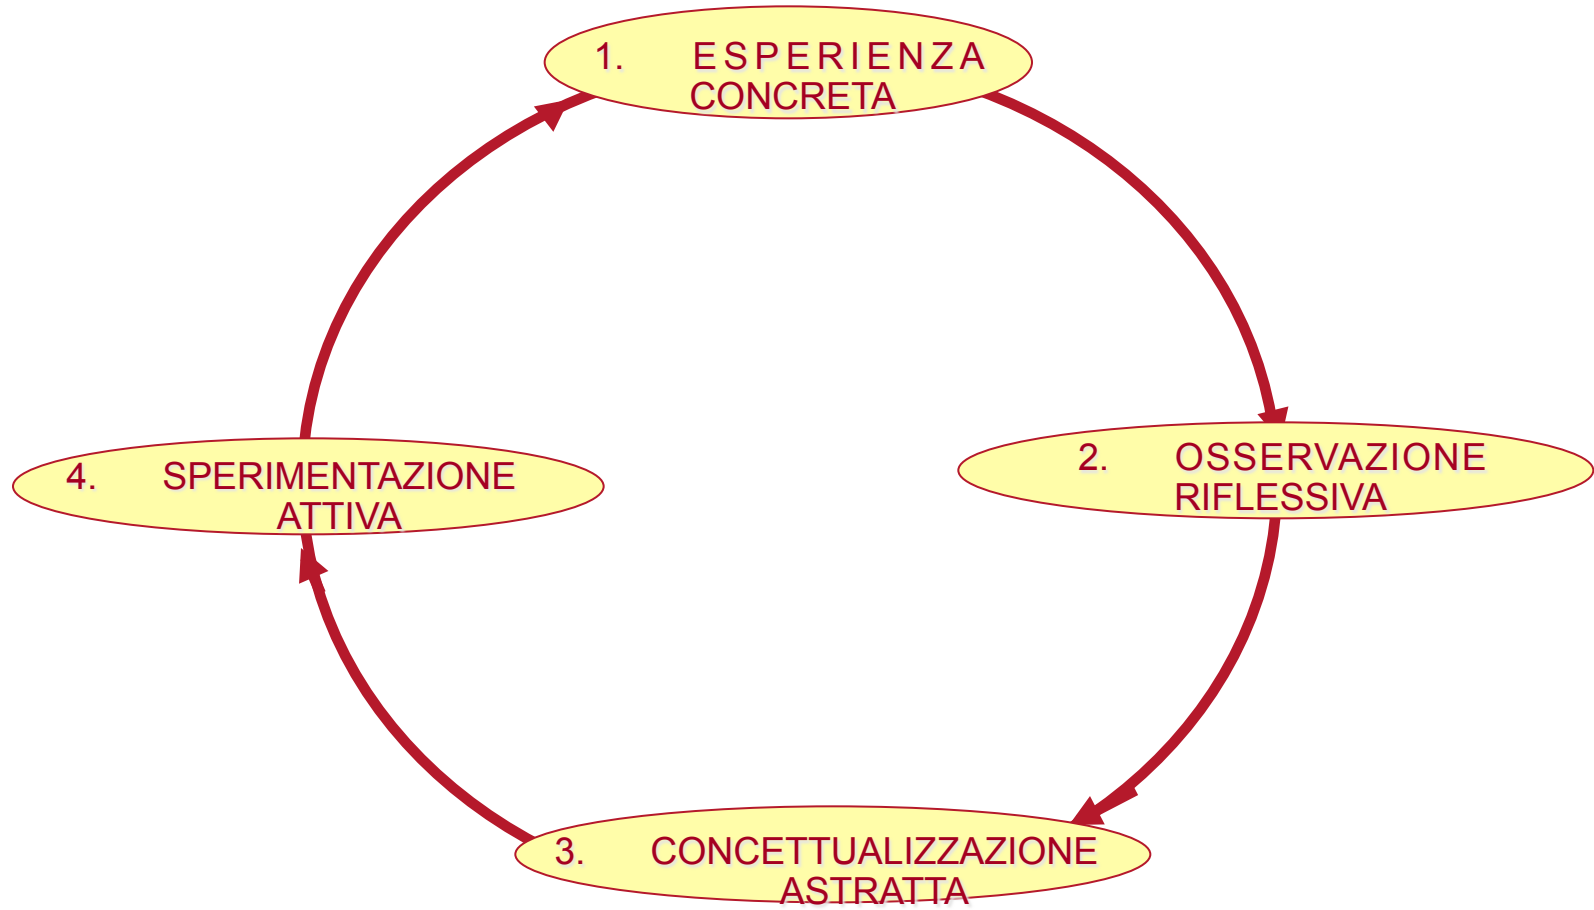 1. ESPERIENZA
CONCRETA
2. OSSERVAZIONE
RIFLESSIVA
3. CONCETTUALIZZAZIONE
ASTRATTA
4. SPERIMENTAZIONE
ATTIVA